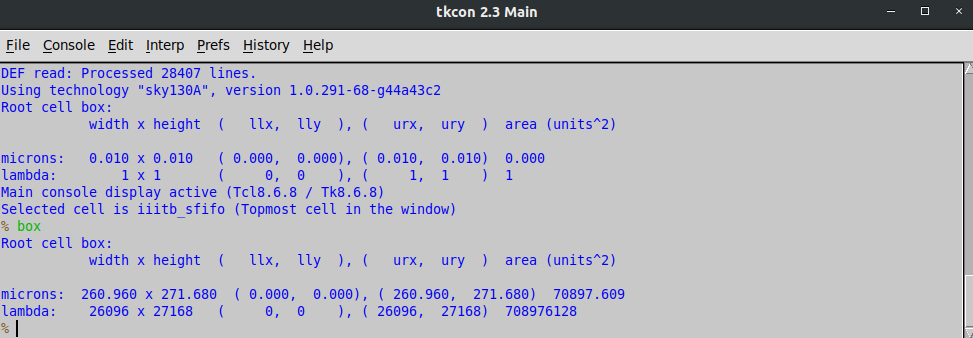 tkcon 2.3 Main
File Console Edit Interp Prefs History Help
DEF read: Processed 28407 lines.
Using technology "sky130A", version 1.0.291-68-g44a43c2
Root cell box:
           width x height  (   llx,  lly  ), (   urx,  ury  )  area (units^2)
microns:   0.010 x 0.010   ( 0.000,  0.000), ( 0.010,  0.010)  0.000
lambda:        1 x 1       (     0,  0    ), (     1,  1    )  1
Main console display active (Tcl8.6.8 / Tk8.6.8)
Selected cell is iiitb_sfifo (Topmost cell in the window)
% box
Root cell box:
           width x height  (   llx,  lly  ), (   urx,  ury  )  area (units^2)
microns:  260.960 x 271.680  ( 0.000,  0.000), ( 260.960,  271.680)  70897.609
lambda:    26096 x 27168   (     0,  0    ), ( 26096,  27168)  708976128
%